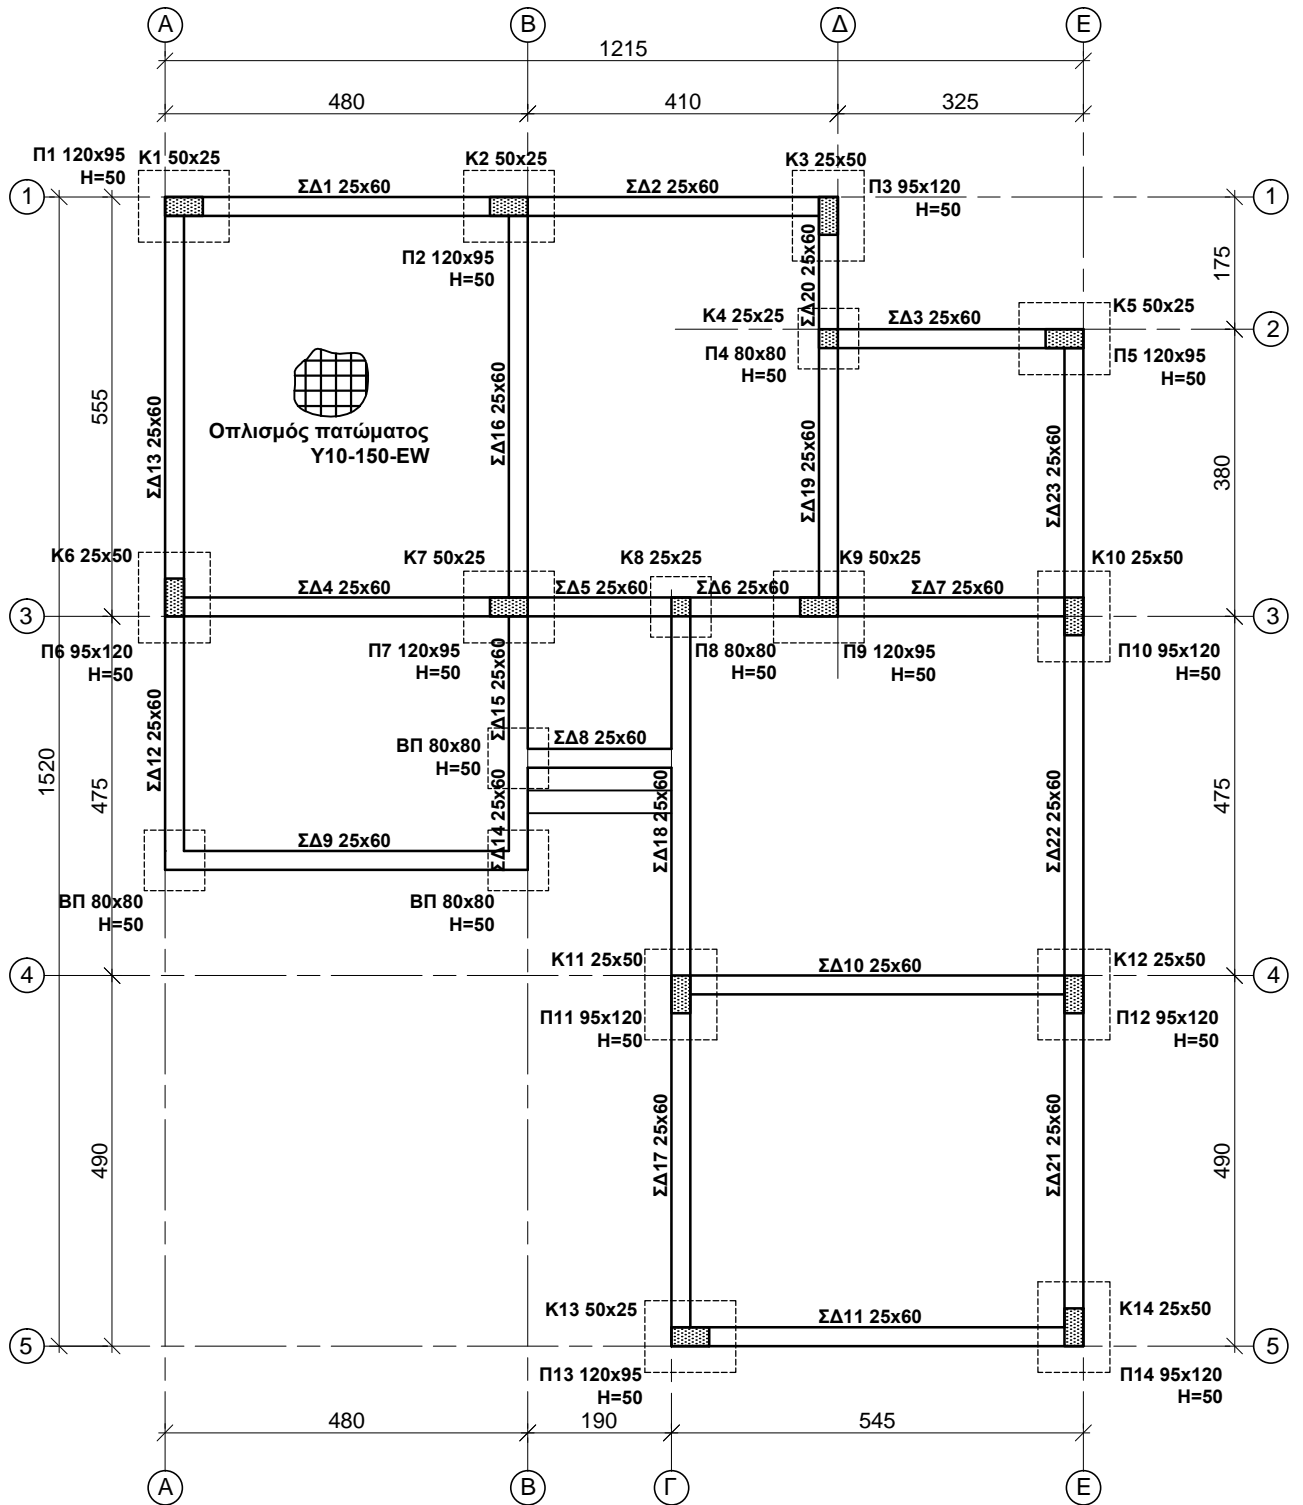 Α
Β
Δ
Ε
1215
480
410
325
Π1 120x95
H=50
Κ1 50x25
Κ2 50x25
Κ3 25x50
1
ΣΔ1 25x60
ΣΔ2 25x60
Π3 95x120
H=50
1
Π2 120x95
H=50
ΣΔ20 25x60
175
Κ4 25x25
ΣΔ3 25x60
Κ5 50x25
2
Π4 80x80
H=50
Π5 120x95
H=50
555
ΣΔ13 25x60
Οπλισμός πατώματος
Υ10-150-EW
ΣΔ16 25x60
ΣΔ19 25x60
ΣΔ23 25x60
380
Κ6 25x50
Κ7 50x25
Κ8 25x25
Κ9 50x25
Κ10 25x50
ΣΔ4 25x60
ΣΔ5 25x60
ΣΔ6 25x60
ΣΔ7 25x60
3
3
Π6 95x120
H=50
Π7 120x95
H=50
Π8 80x80
H=50
Π9 120x95
H=50
Π10 95x120
H=50
ΣΔ12 25x60
ΣΔ15 25x60
1520
475
ΒΠ 80x80
H=50
ΣΔ8 25x60
ΣΔ14 25x60
ΣΔ18 25x60
ΣΔ22 25x60
475
ΣΔ9 25x60
ΒΠ 80x80
H=50
ΒΠ 80x80
H=50
Κ11 25x50
ΣΔ10 25x60
Κ12 25x50
4
4
Π11 95x120
H=50
Π12 95x120
H=50
490
ΣΔ17 25x60
ΣΔ21 25x60
490
Κ13 50x25
ΣΔ11 25x60
Κ14 25x50
5
5
Π13 120x95
H=50
Π14 95x120
H=50
480
190
545
Α
Β
Γ
Ε